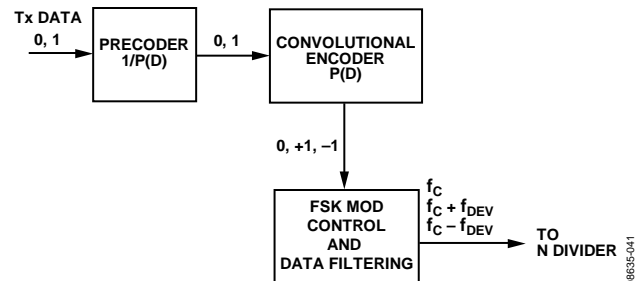 Tx DATA
0, 1
PRECODER
1/P(D)
0, 1
CONVOLUTIONAL
ENCODER
P(D)
0, +1, –1
FSK MOD
CONTROL
AND
DATA FILTERING
fC
fC + fDEV
fC – fDEV
TO
N DIVIDER
08635-041